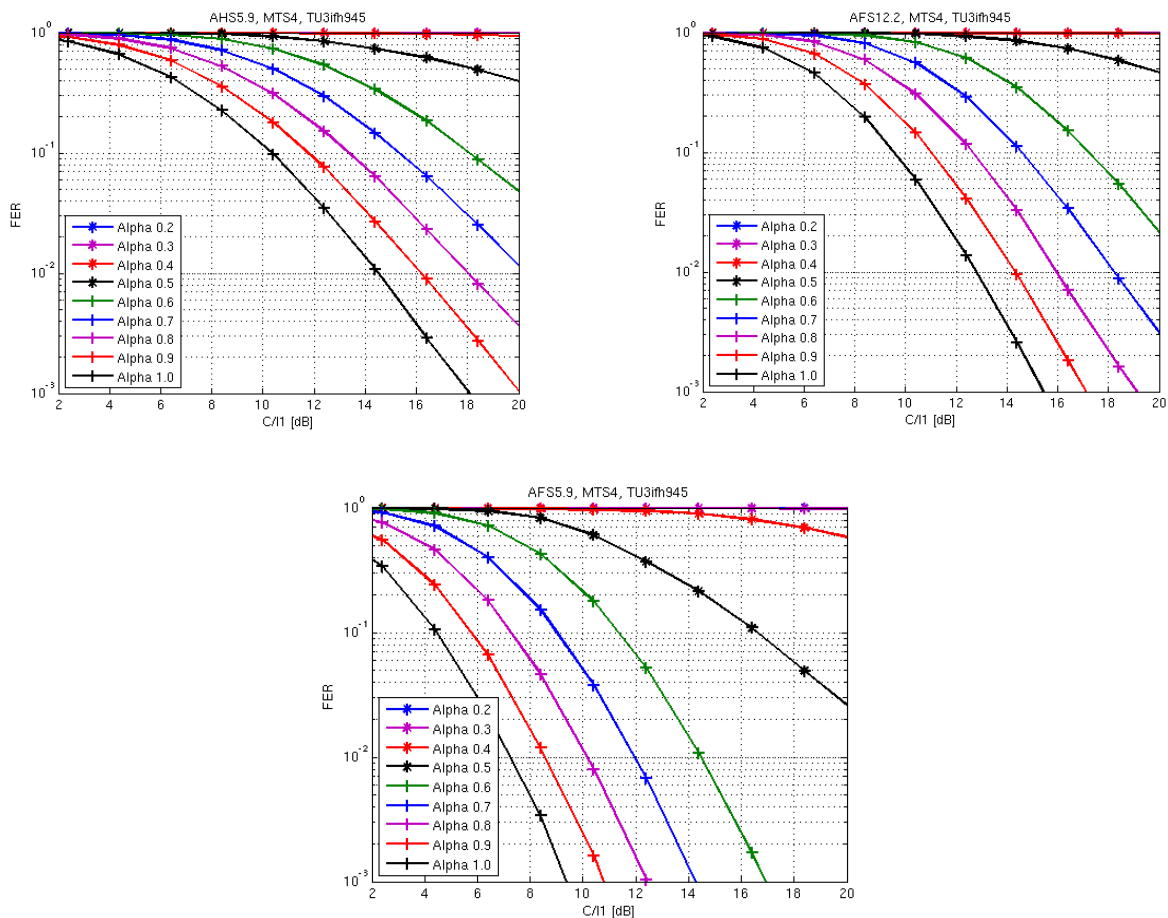 AHS5.9, MTS4, TU3ifh945
10^0
10^-1
10^-2
10^-3
FER
Alpha 0.2
Alpha 0.3
Alpha 0.4
Alpha 0.5
Alpha 0.6
Alpha 0.7
Alpha 0.8
Alpha 0.9
Alpha 1.0
2 4 6 8 10 12 14 16 18 20
C/I1 [dB]
AFS12.2, MTS4, TU3ifh945
10^0
10^-1
10^-2
10^-3
FER
Alpha 0.2
Alpha 0.3
Alpha 0.4
Alpha 0.5
Alpha 0.6
Alpha 0.7
Alpha 0.8
Alpha 0.9
Alpha 1.0
2 4 6 8 10 12 14 16 18 20
C/I1 [dB]
AFS5.9, MTS4, TU3ifh945
10^0
10^-1
10^-2
10^-3
FER
Alpha 0.2
Alpha 0.3
Alpha 0.4
Alpha 0.5
Alpha 0.6
Alpha 0.7
Alpha 0.8
Alpha 0.9
Alpha 1.0
2 4 6 8 10 12 14 16 18 20
C/I1 [dB]